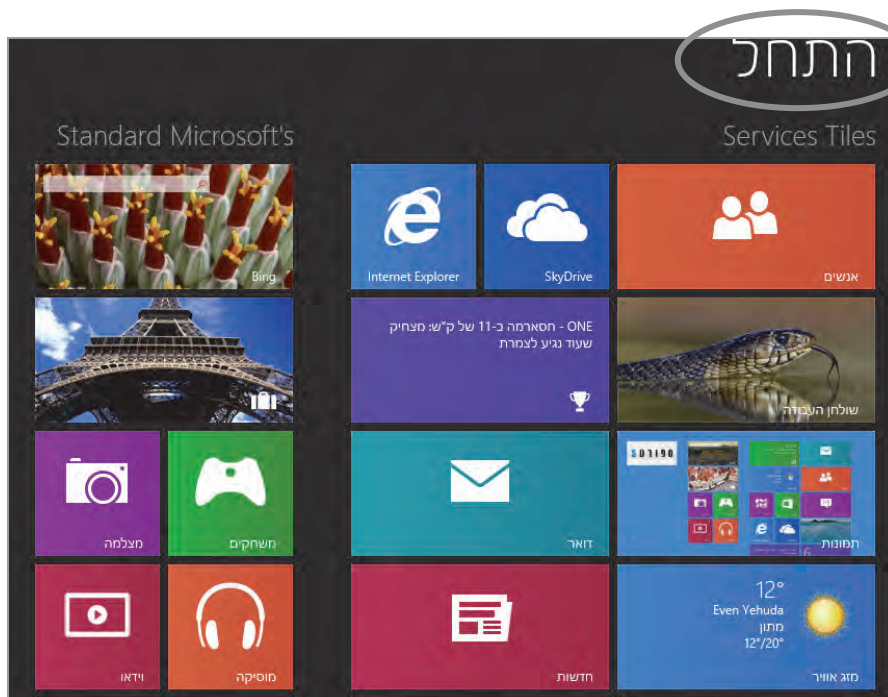 התחל
Services Tiles
Standard Microsoft's
אנשים
SkyDrive
Internet Explorer
Bing
שולחן העבודה
ONE - חסארמה ב-11 של ק"ש: מצחיק
שעוד נגיע לצמרת
תמונות
דואר
משחקים
מצלמה
12°
Even Yehuda
מתון
12°/20°
מזג אוויר
חדשות
מוסיקה
וידאו